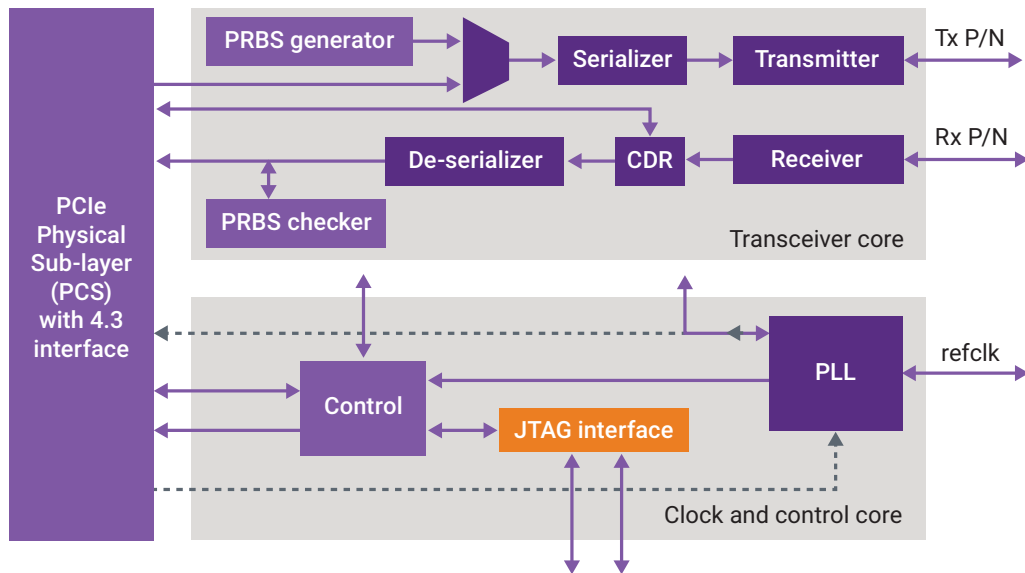 PRBS generator
Serializer
Transmitter
Tx P/N
De-serializer
CDR
Receiver
Rx P/N
PRBS checker
Transceiver core
PCIe
Physical
Sub-layer
(PCS)
with 4.3
interface
Control
JTAG interface
PLL
refclk
Clock and control core